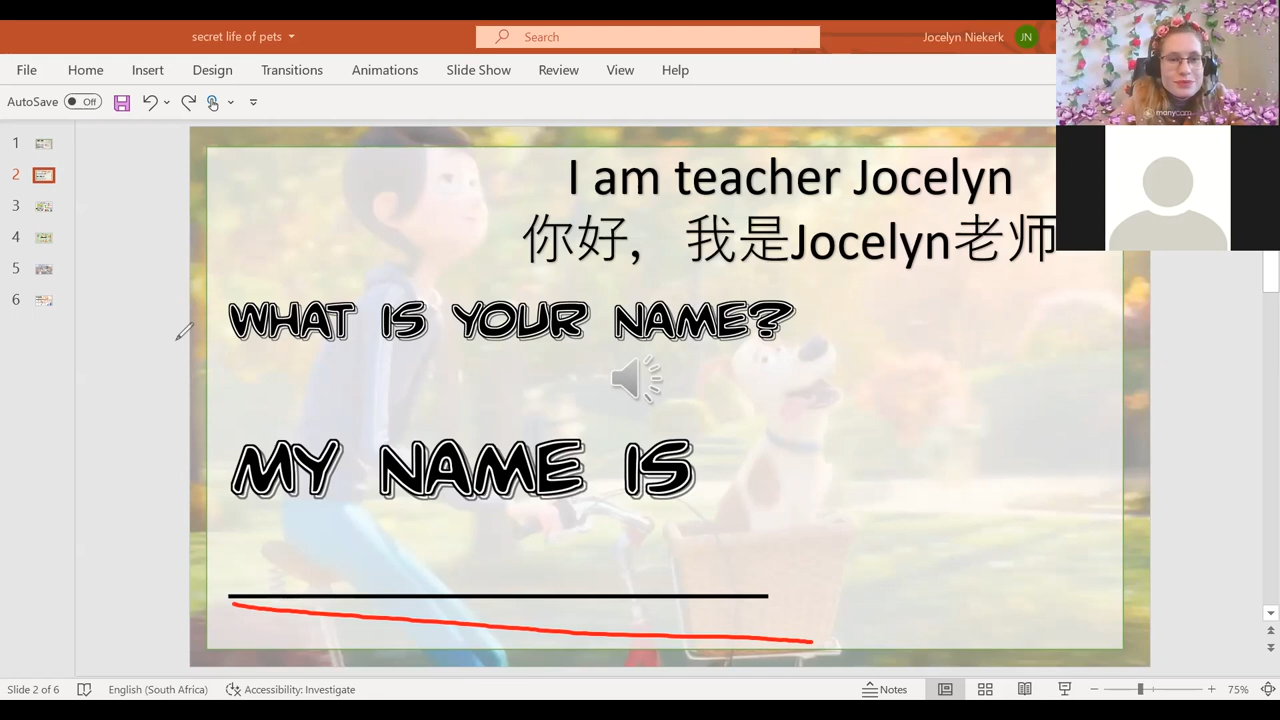 secret life of pets
Search
Jocelyn Niekerk
JN
File Home Insert Design Transitions Animations Slide Show Review View Help
AutoSave Off
manycam
1
2
3
4
5
6
I am teacher Jocelyn
你好， 我是Jocelyn老师
WHAT IS YOUR NAME?
MY NAME IS
Slide 2 of 6 English (South Africa) Accessibility: Investigate Notes 75%